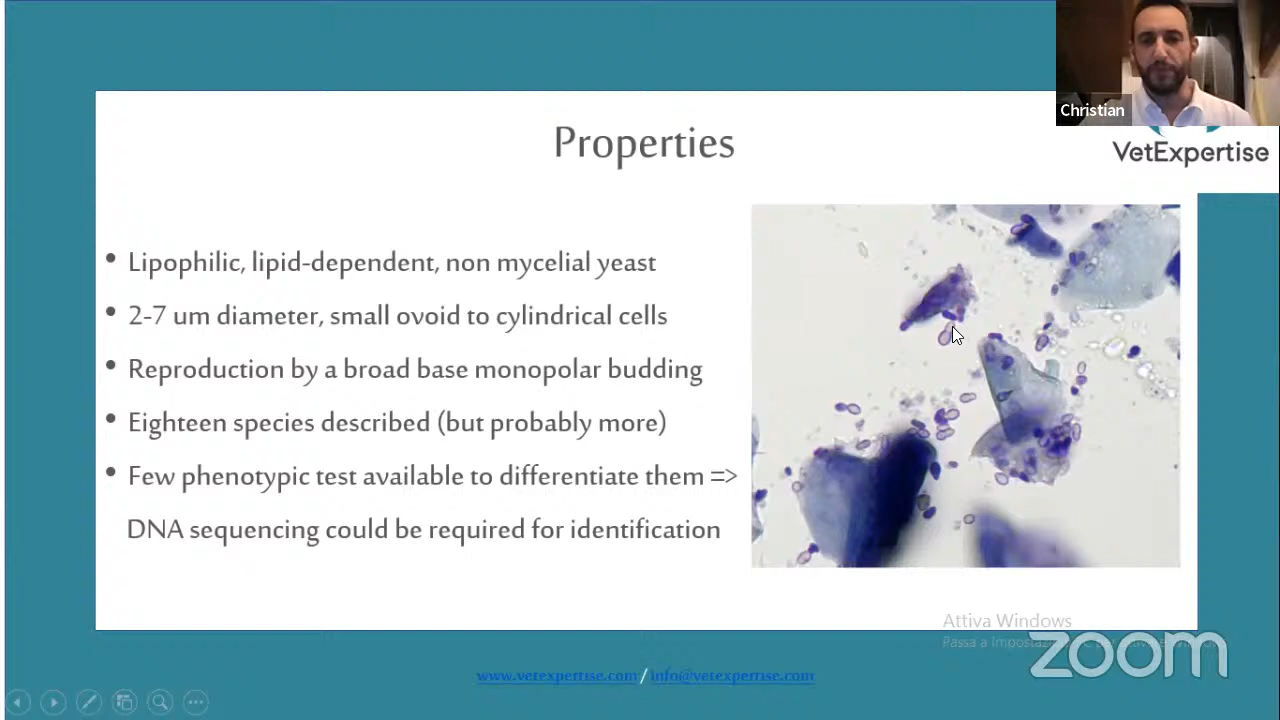 Christian
VetExpertise
Properties
• Lipophilic, lipid-dependent, non mycelial yeast
• 2-7 um diameter, small ovoid to cylindrical cells
• Reproduction by a broad base monopolar budding
• Eighteen species described (but probably more)
• Few phenotypic test available to differentiate them =>
DNA sequencing could be required for identification
Attiva Windows
Passa a
zoom
www.vetexpertise.com / info@vetexpertise.com